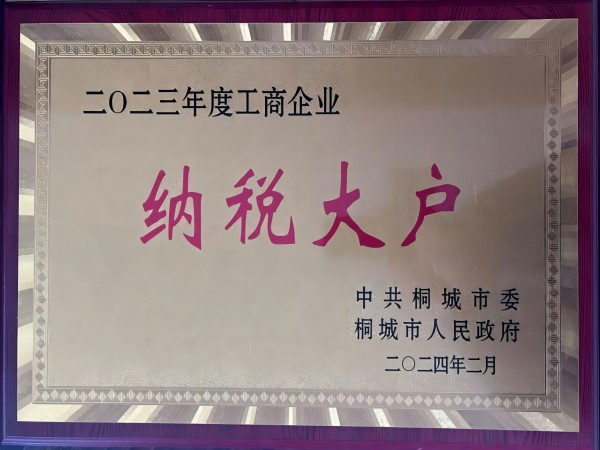 二〇二三年度工商企业
纳税大户
中共桐城市委
桐城市人民政府
二〇二四年二月